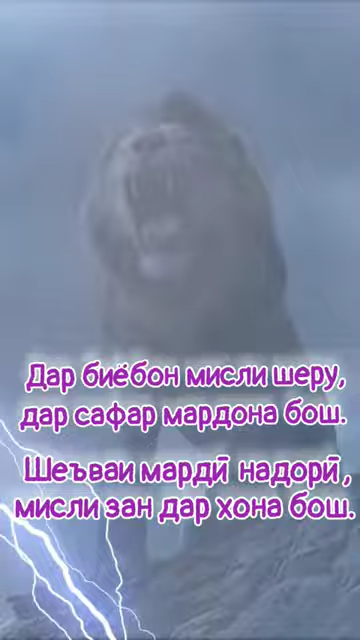 Дар биёбон мисли шеру,
дар сафар мардона бош.
Шеъваи мардӣ надорӣ,
мисли зан дар хона бош.